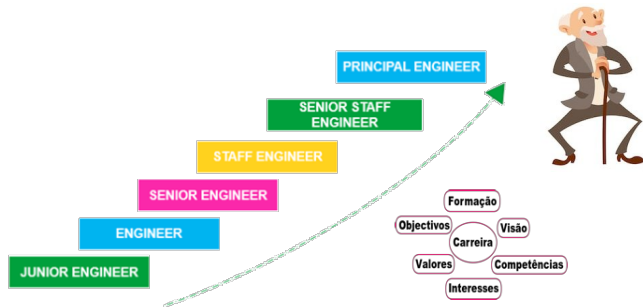 PRINCIPAL ENGINEER
SENIOR STAFF
ENGINEER
STAFF ENGINEER
SENIOR ENGINEER
ENGINEER
JUNIOR ENGINEER
Formação
Objectivos
Visão
Carreira
Valores
Competências
Interesses